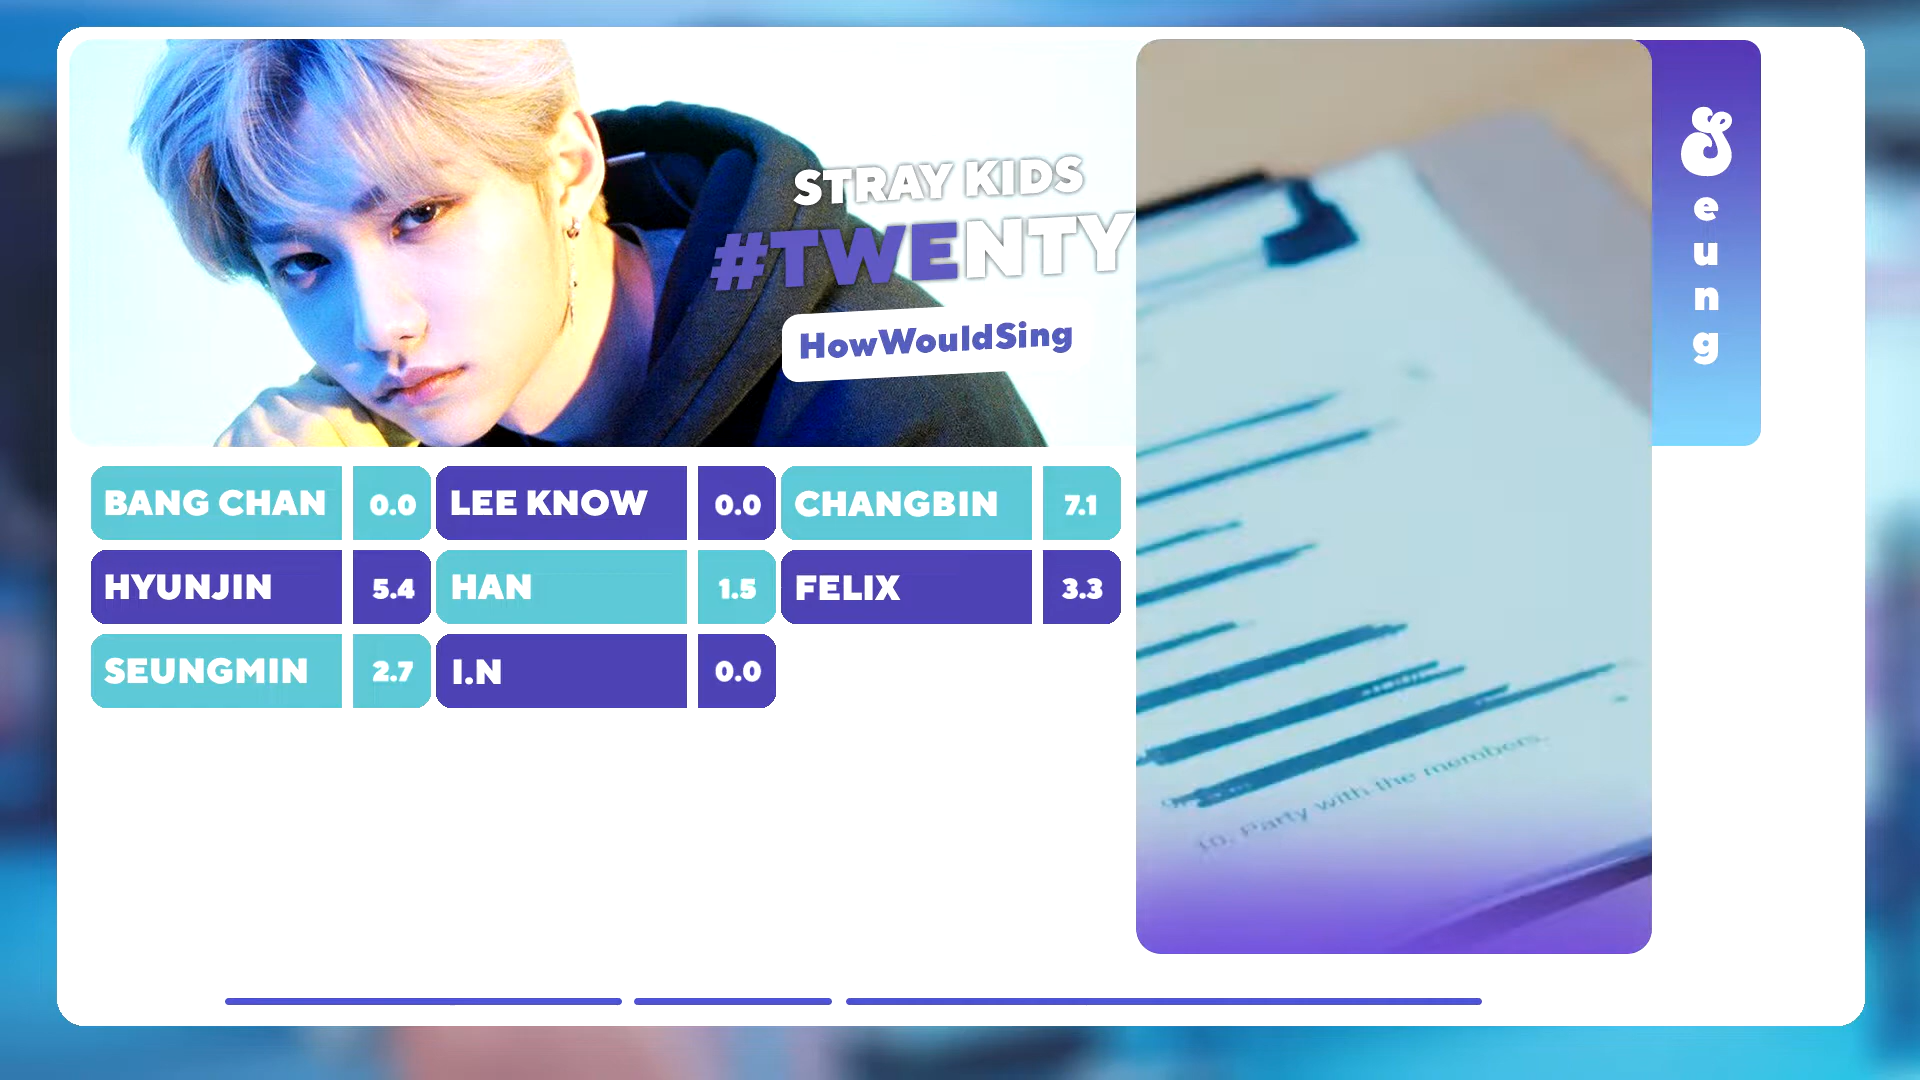 STRAY KIDS
#TWENTY
HowWouldSing
BANG CHAN 0.0
LEE KNOW 0.0
CHANGBIN 7.1
HYUNJIN 5.4
HAN 1.5
FELIX 3.3
SEUNGMIN 2.7
I.N 0.0
10. Party with the members.
Seung